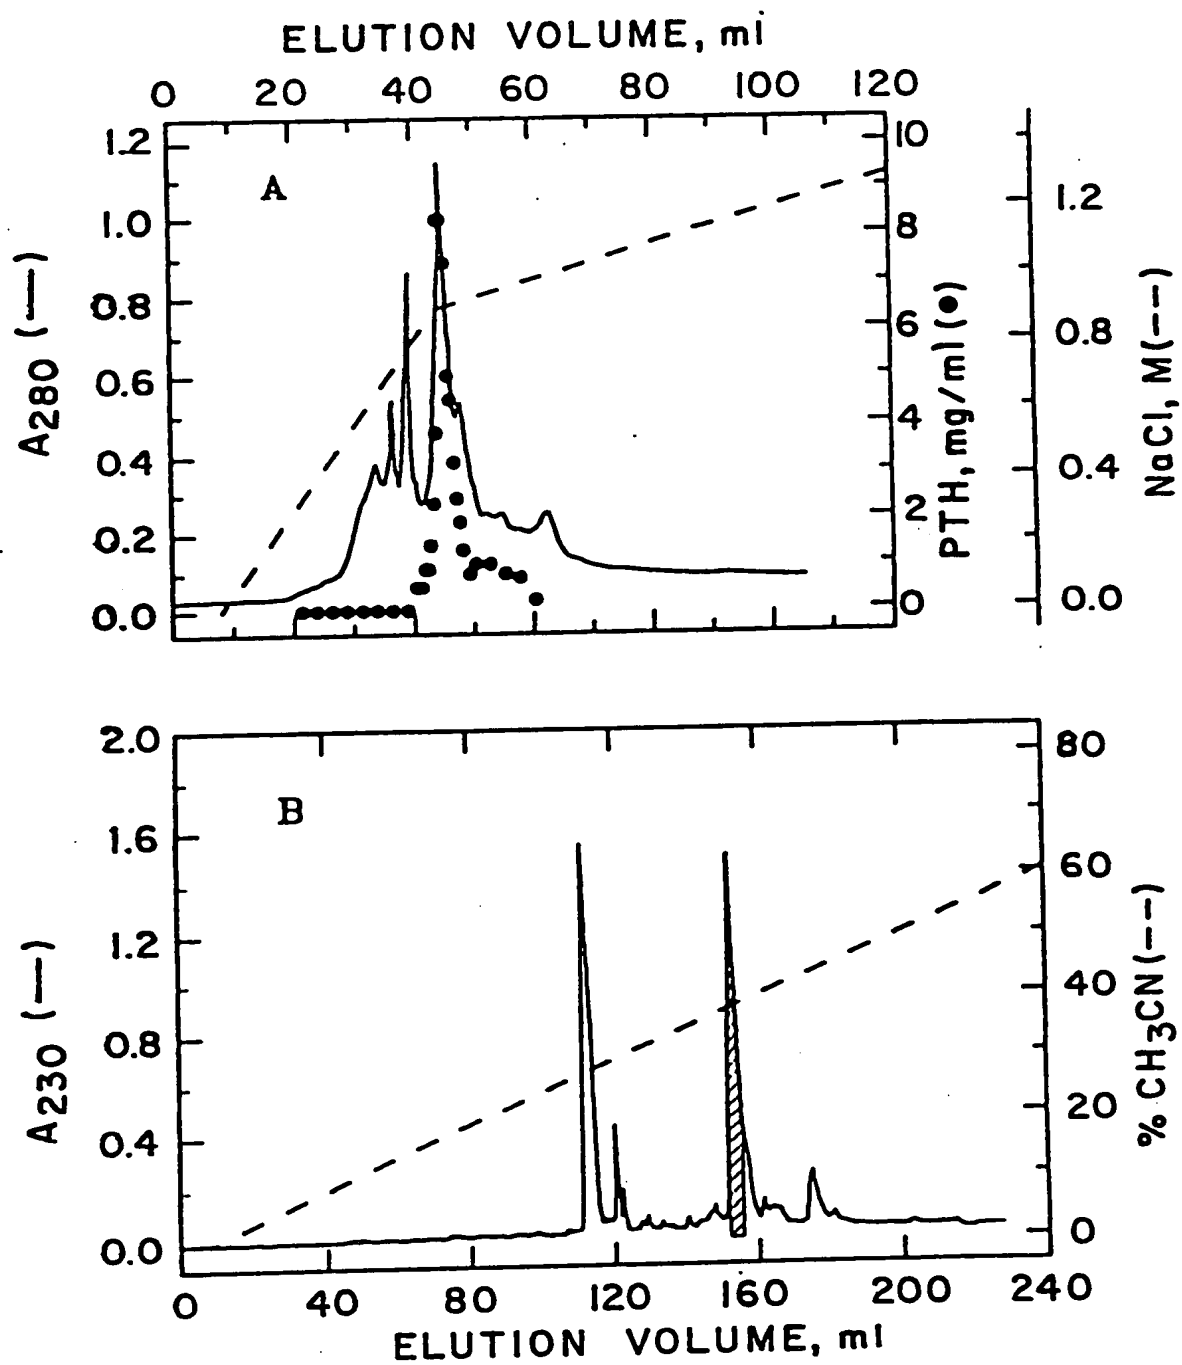 ELUTION VOLUME, ml
0 20 40 60 80 100 120
1.2 10 1.2
A
1.0 8
0.8 6 0.8
0.6 4
0.4 2 0.4
0.2
0.0 0 0.0
A280 (—)
PTH, mg/ml (●)
NaCl, M (--)
2.0 80
B
1.6 60
1.2 40
0.8 20
0.4
0.0 0
A230 (—)
% CH3CN (--)
0 40 80 120 160 200 240
ELUTION VOLUME, ml